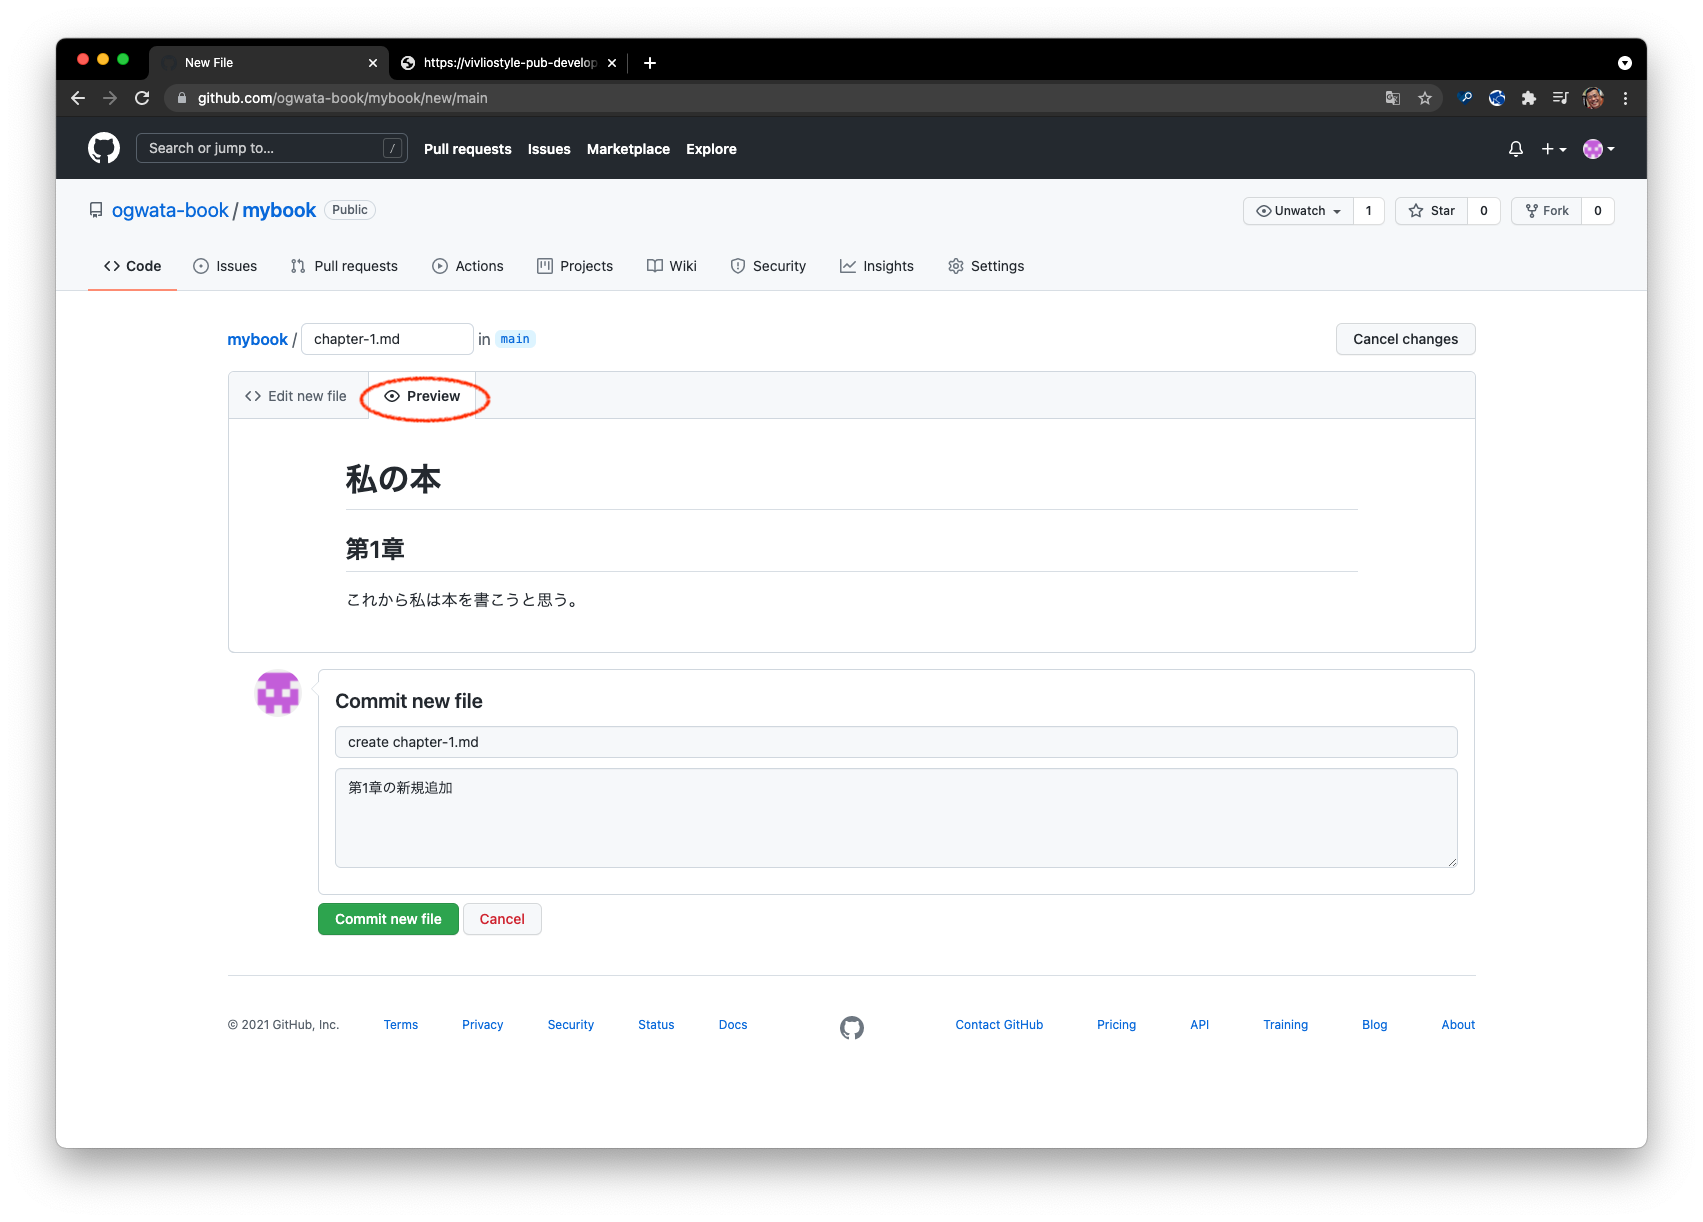 New File
https://vivliostyle-pub-develop
github.com/ogwata-book/mybook/new/main
Search or jump to... /
Pull requests Issues Marketplace Explore
ogwata-book / mybook Public
Unwatch 1 Star 0 Fork 0
Code Issues Pull requests Actions Projects Wiki Security Insights Settings
mybook / chapter-1.md in main
Cancel changes
Edit new file Preview
私の本
第1章
これから私は本を書こうと思う。
Commit new file
create chapter-1.md
第1章の新規追加
Commit new file Cancel
© 2021 GitHub, Inc. Terms Privacy Security Status Docs Contact GitHub Pricing API Training Blog About